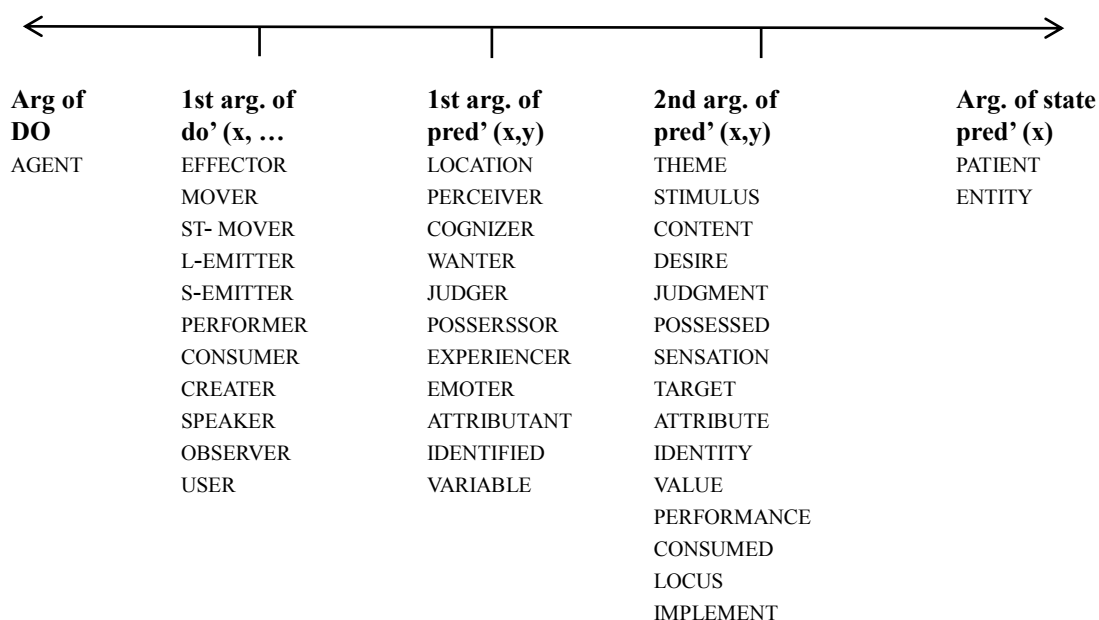 Arg of 1st arg. of 1st arg. of 2nd arg. of Arg. of state
DO do’ (x, … pred’ (x,y) pred’ (x,y) pred’ (x)
AGENT EFFECTOR LOCATION THEME PATIENT
MOVER PERCEIVER STIMULUS ENTITY
ST- MOVER COGNIZER CONTENT
L-EMITTER WANTER DESIRE
S-EMITTER JUDGER JUDGMENT
PERFORMER POSSERSSOR POSSESSED
CONSUMER EXPERIENCER SENSATION
CREATER EMOTER TARGET
SPEAKER ATTRIBUTANT ATTRIBUTE
OBSERVER IDENTIFIED IDENTITY
USER VARIABLE VALUE
PERFORMANCE
CONSUMED
LOCUS
IMPLEMENT